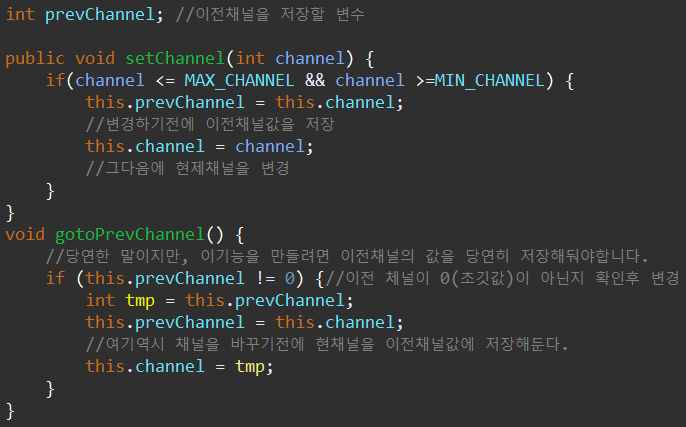 int prevChannel; //이전채널을 저장할 변수
public void setChannel(int channel) {
if(channel <= MAX_CHANNEL && channel >=MIN_CHANNEL) {
this.prevChannel = this.channel;
//변경하기전에 이전채널값을 저장
this.channel = channel;
//그다음에 현제채널을 변경
}
}
void gotoPrevChannel() {
//당연한 말이지만, 이기능을 만들려면 이전채널의 값을 당연히 저장해둬야합니다.
if (this.prevChannel != 0) {//이전 체널이 0(초깃값)이 아닌지 확인후 변경
int tmp = this.prevChannel;
this.prevChannel = this.channel;
//여기역시 채널을 바꾸기전에 현채널을 이전채널값에 저장해둔다.
this.channel = tmp;
}
}